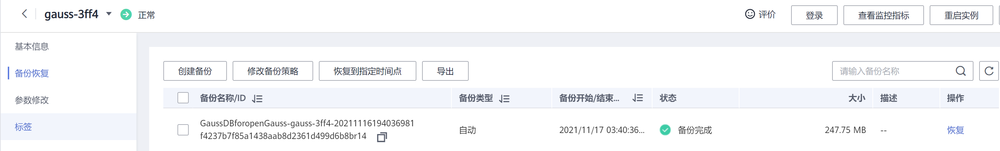 gauss-3ff4 正常 评价 登录 查看监控指标 重启实例
基本信息
备份恢复
参数修改
标签
创建备份 修改备份策略 恢复到指定时间点 导出 请输入备份名称
备份名称/ID 备份类型 备份开始/结束... 状态 大小 描述 操作
GaussDBforopenGauss-gauss-3ff4-20211116194036981
f4237b7f85a1438aab8d2361d499d6b8br14
自动 2021/11/17 03:40:36... 备份完成 247.75 MB -- 恢复